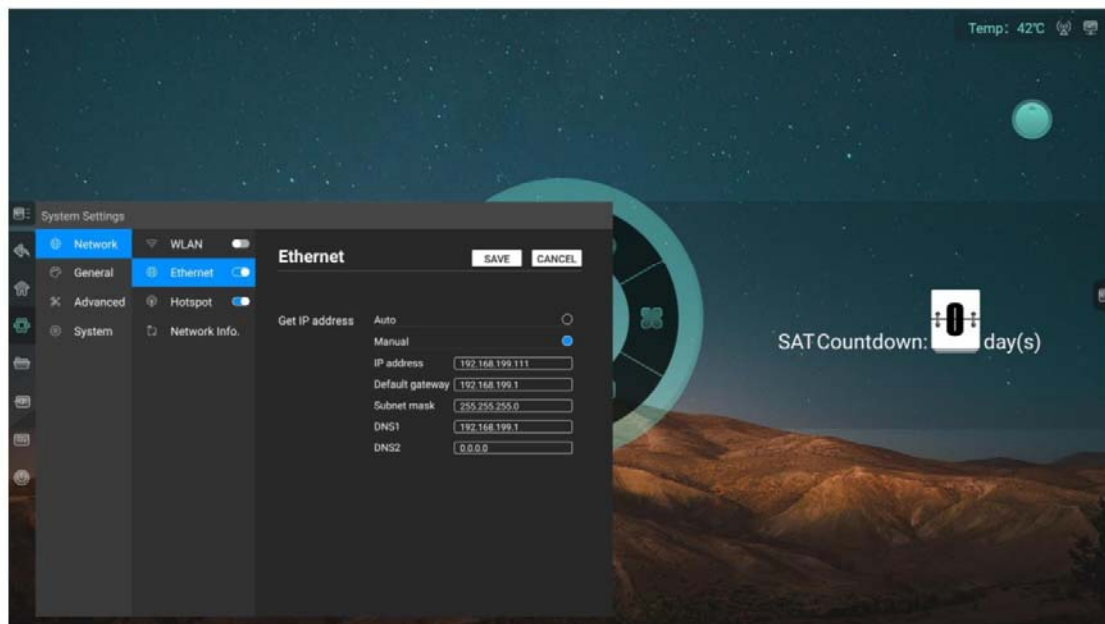 Temp: 42℃
System Settings
Network
General
Advanced
System
WLAN
Ethernet
Hotspot
Network Info.
Ethernet
SAVE
CANCEL
Get IP address
Auto
Manual
IP address 192.168.199.111
Default gateway 192.168.199.1
Subnet mask 255.255.255.0
DNS1 192.168.199.1
DNS2 0.0.0.0
SAT Countdown: 0 day(s)